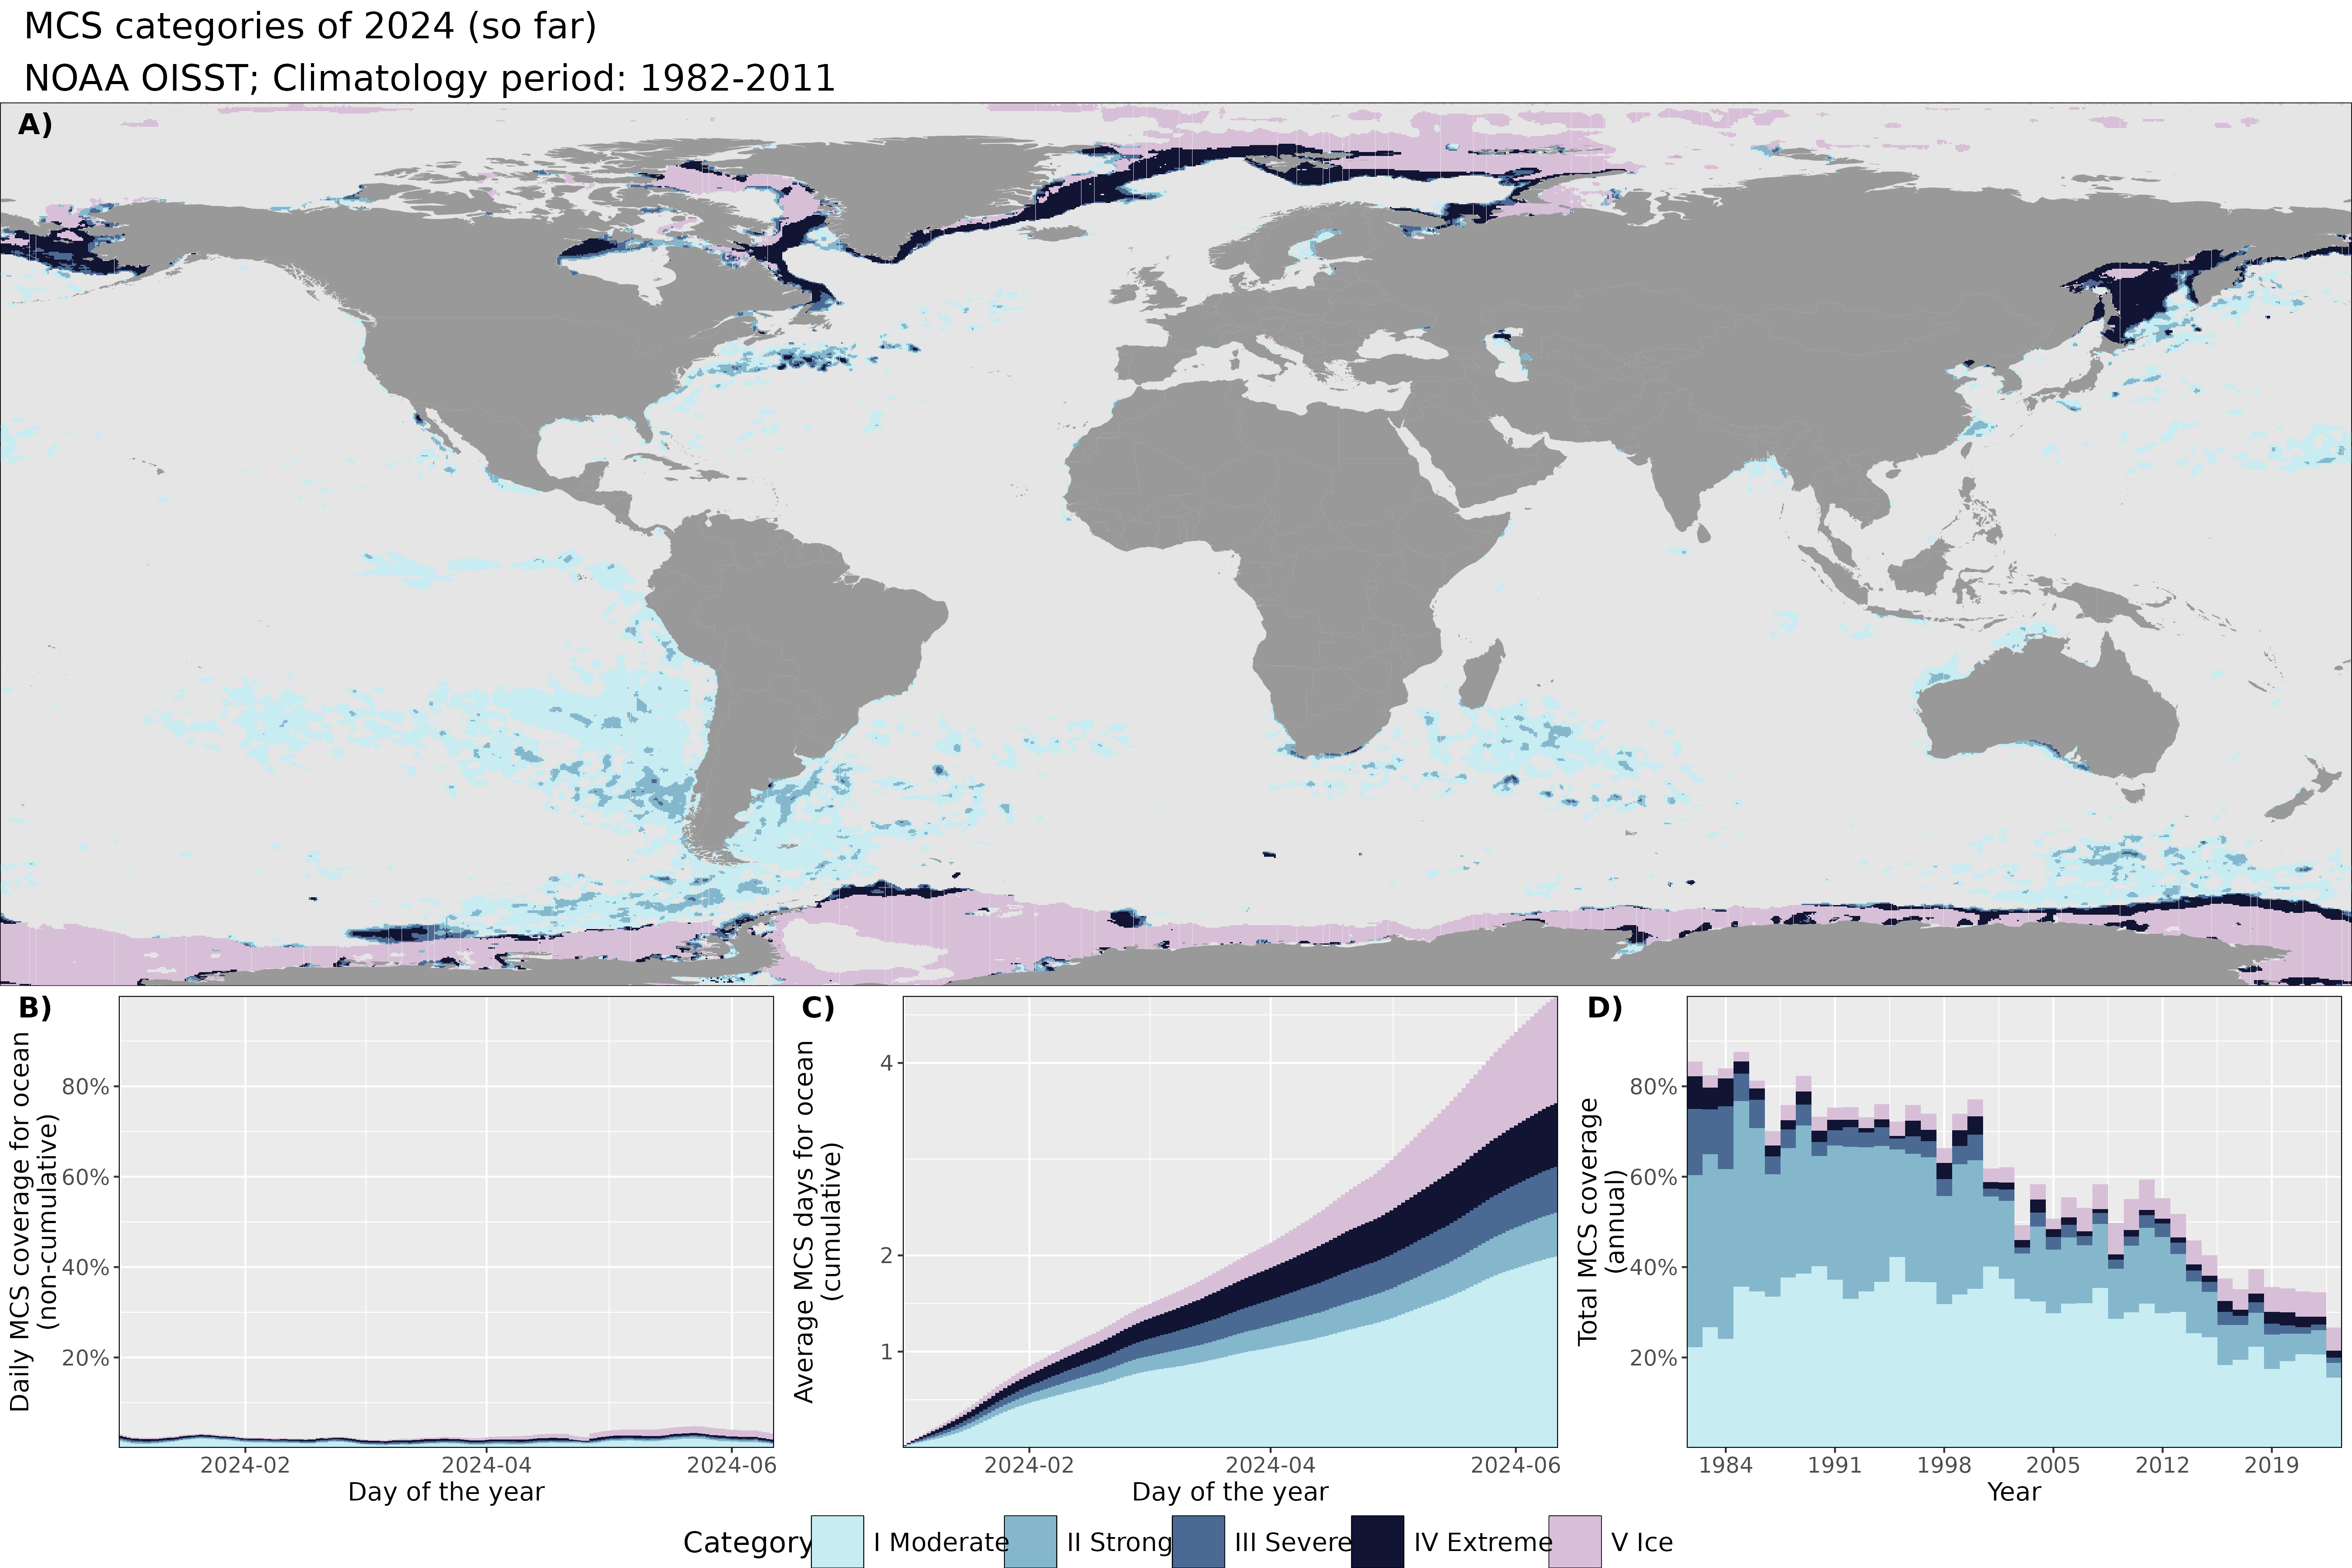 MCS categories of 2024 (so far)
NOAA OISST; Climatology period: 1982-2011
A)
B)
Daily MCS coverage for ocean
(non-cumulative)
80%
60%
40%
20%
2024-02
2024-04
2024-06
Day of the year
C)
Average MCS days for ocean
(cumulative)
4
2
1
2024-02
2024-04
2024-06
Day of the year
D)
Total MCS coverage
(annual)
80%
60%
40%
20%
1984
1991
1998
2005
2012
2019
Year
Category
I Moderate
II Strong
III Severe
IV Extreme
V Ice